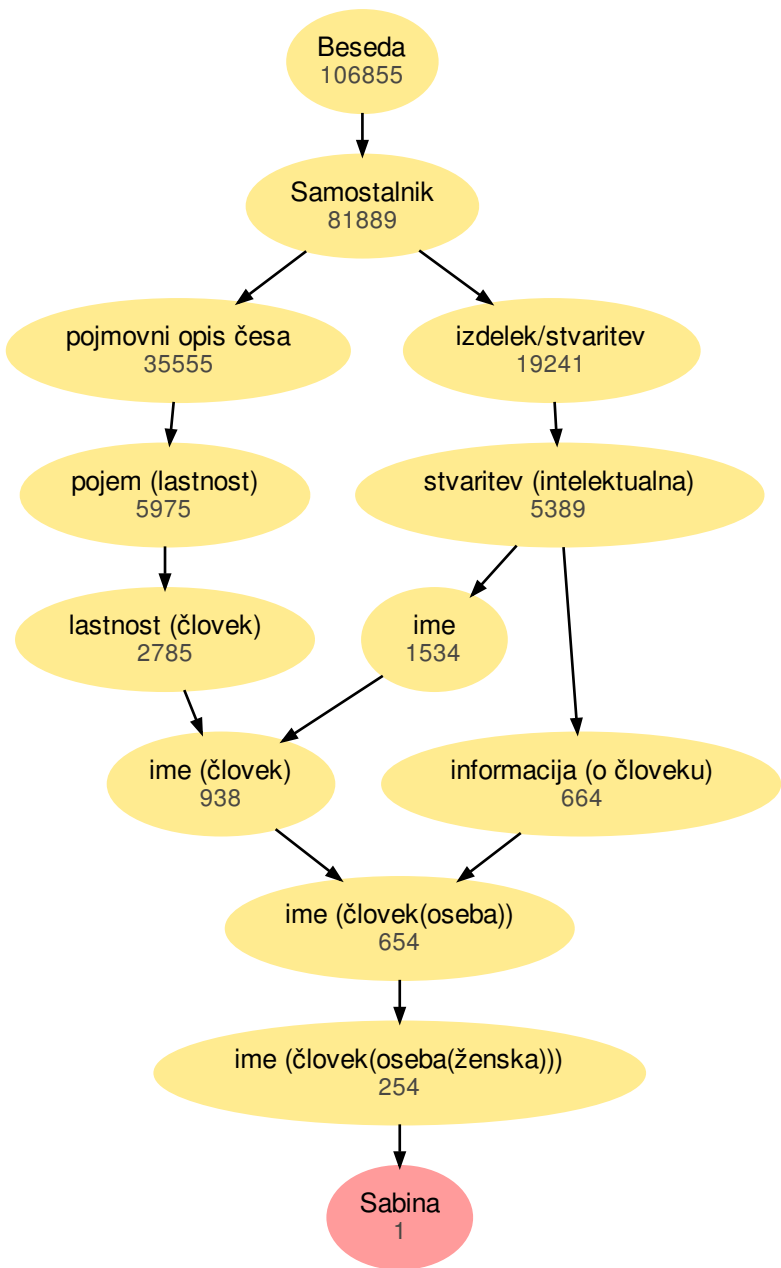 Beseda
106855
Samostalnik
81889
pojmovni opis česa
35555
izdelek/stvaritev
19241
pojem (lastnost)
5975
stvaritev (intelektualna)
5389
lastnost (človek)
2785
ime
1534
ime (človek)
938
informacija (o človeku)
664
ime (človek(oseba))
654
ime (človek(oseba(ženska)))
254
Sabina
1